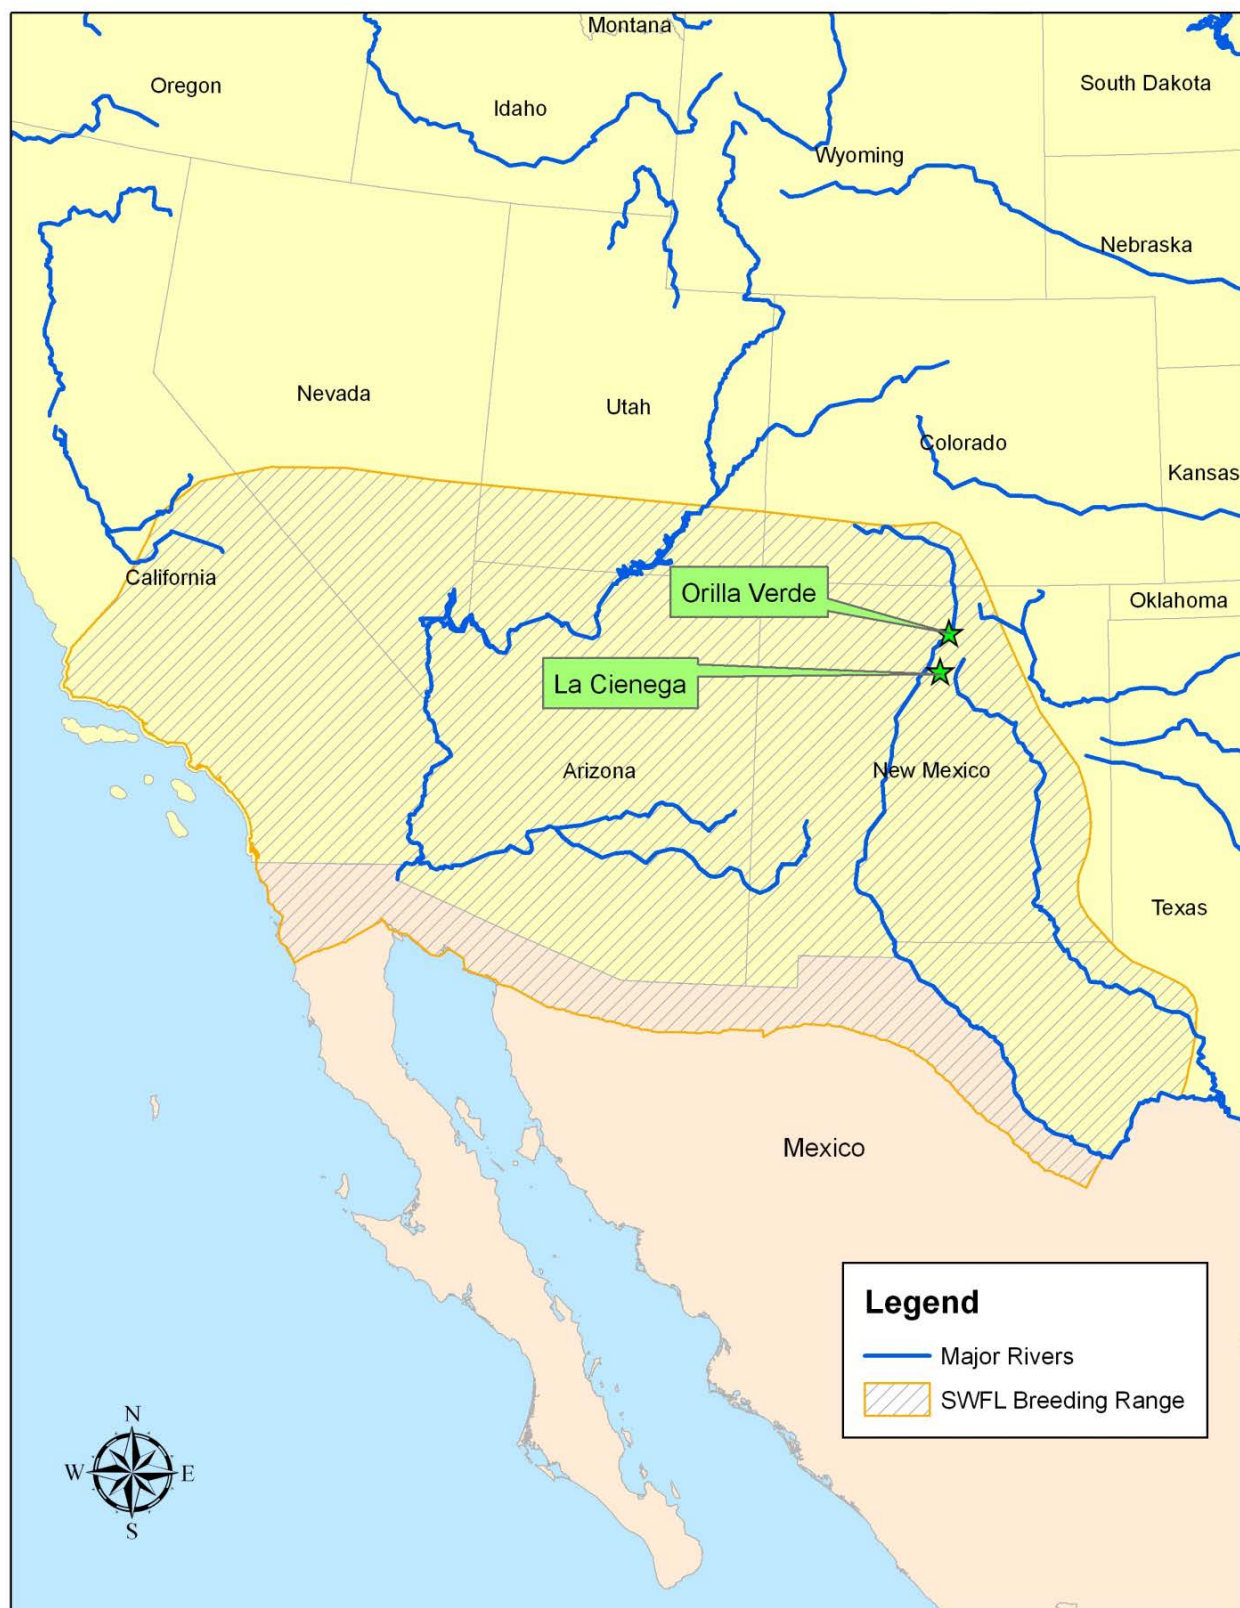 Montana
Oregon
Idaho
South Dakota
Wyoming
Nebraska
Nevada
Utah
Colorado
Kansas
California
Orilla Verde
Oklahoma
La Cienega
Arizona
New Mexico
Texas
Mexico
Legend
Major Rivers
SWFL Breeding Range
N
W
E
S